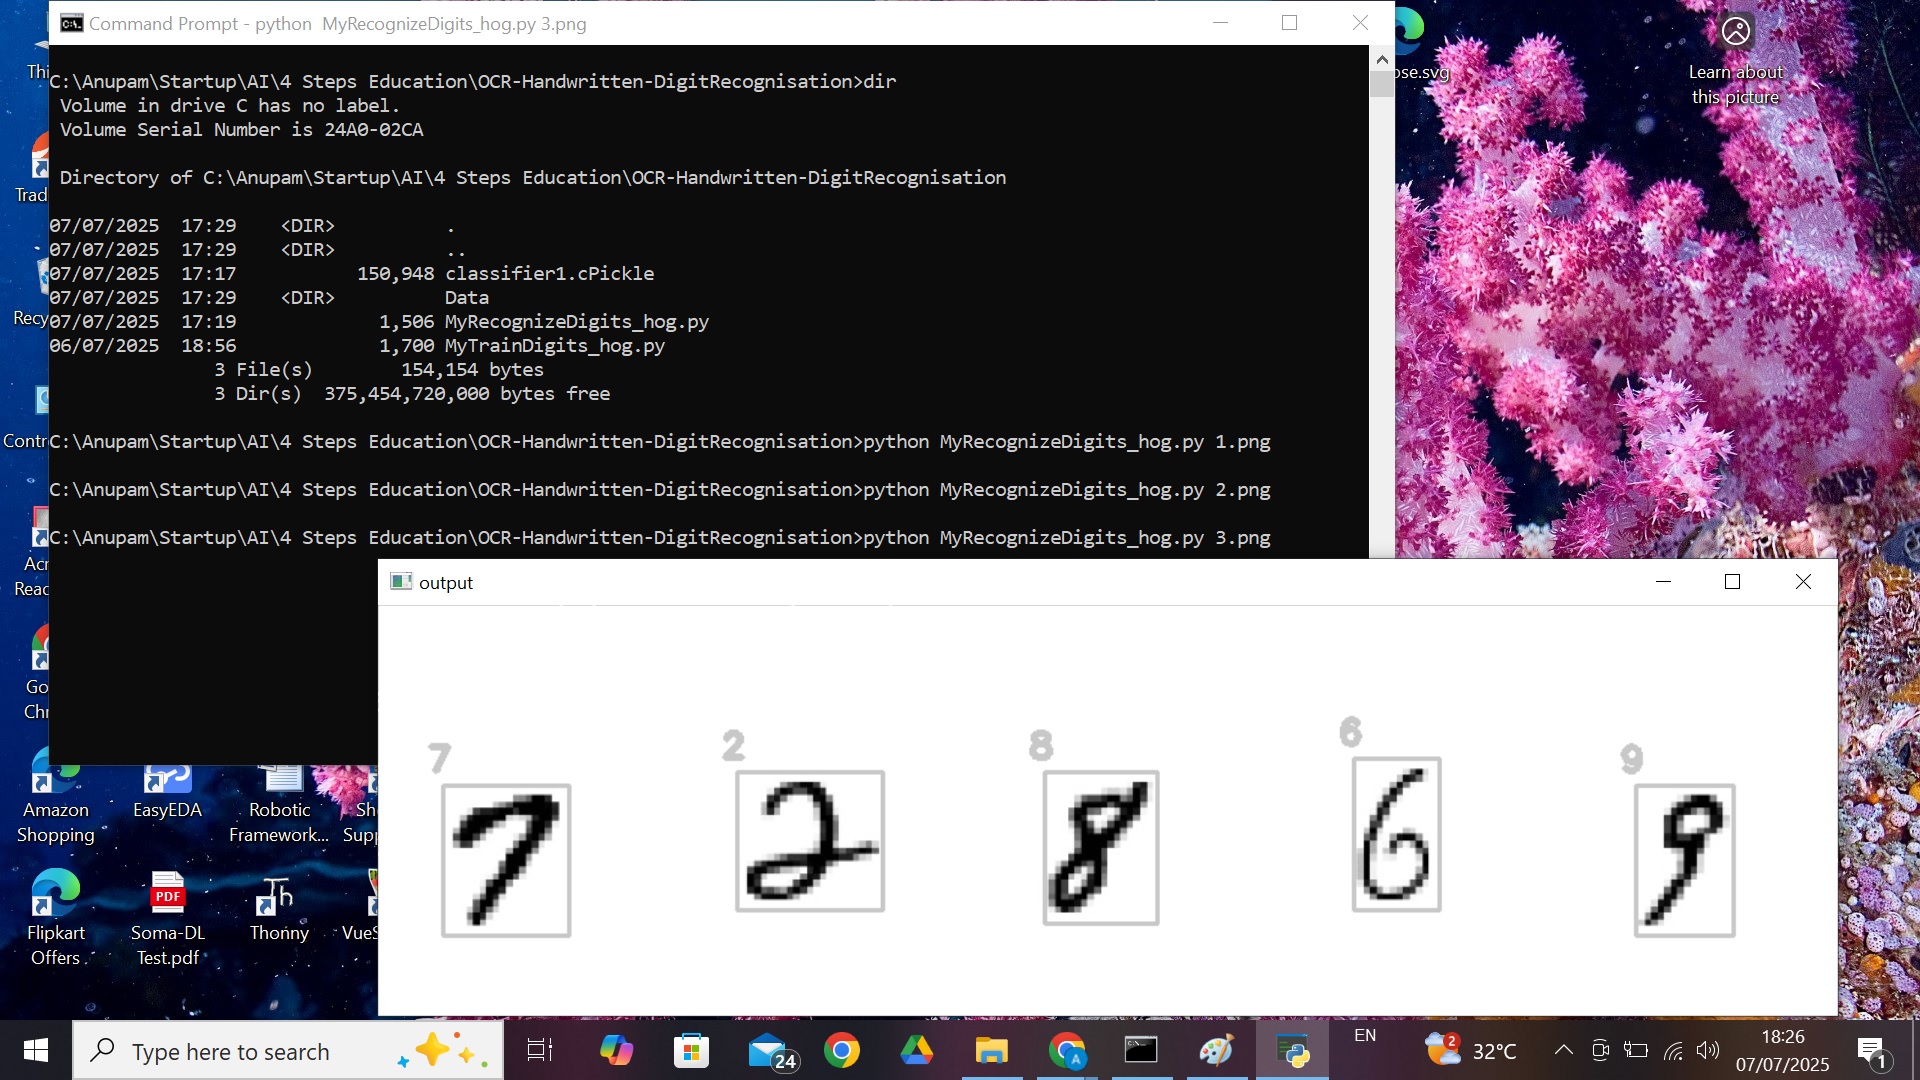 Command Prompt - python  MyRecognizeDigits_hog.py 3.png
C:\Anupam\Startup\AI\4 Steps Education\OCR-Handwritten-DigitRecognisation>dir
Volume in drive C has no label.
Volume Serial Number is 24A0-02CA
Directory of C:\Anupam\Startup\AI\4 Steps Education\OCR-Handwritten-DigitRecognisation
07/07/2025  17:29    <DIR>          .
07/07/2025  17:29    <DIR>          ..
07/07/2025  17:17           150,948 classifier1.cPickle
07/07/2025  17:29    <DIR>          Data
07/07/2025  17:19             1,506 MyRecognizeDigits_hog.py
06/07/2025  18:56             1,700 MyTrainDigits_hog.py
3 File(s)        154,154 bytes
3 Dir(s)  375,454,720,000 bytes free
C:\Anupam\Startup\AI\4 Steps Education\OCR-Handwritten-DigitRecognisation>python MyRecognizeDigits_hog.py 1.png
C:\Anupam\Startup\AI\4 Steps Education\OCR-Handwritten-DigitRecognisation>python MyRecognizeDigits_hog.py 2.png
C:\Anupam\Startup\AI\4 Steps Education\OCR-Handwritten-DigitRecognisation>python MyRecognizeDigits_hog.py 3.png
ose.svg
Learn about
this picture
Thi
Trad
Recy
Contr
Acr
Read
Go
Chr
output
7 2 8 6 9
7 2 8 6 9
Amazon
Shopping
EasyEDA
Robotic
Framework...
Sh
Supp
Flipkart
Offers
PDF
Soma-DL
Test.pdf
Th
Thonny
VueS
Type here to search
24
A
EN
2
32°C
18:26
07/07/2025
1